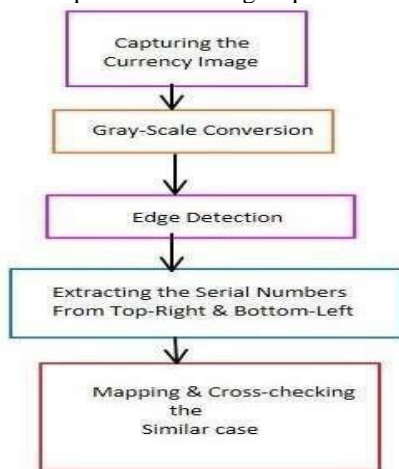 Capturing the
Currency Image
Gray-Scale Conversion
Edge Detection
Extracting the Serial Numbers
From Top-Right & Bottom-Left
Mapping & Cross-checking
the
Similar case